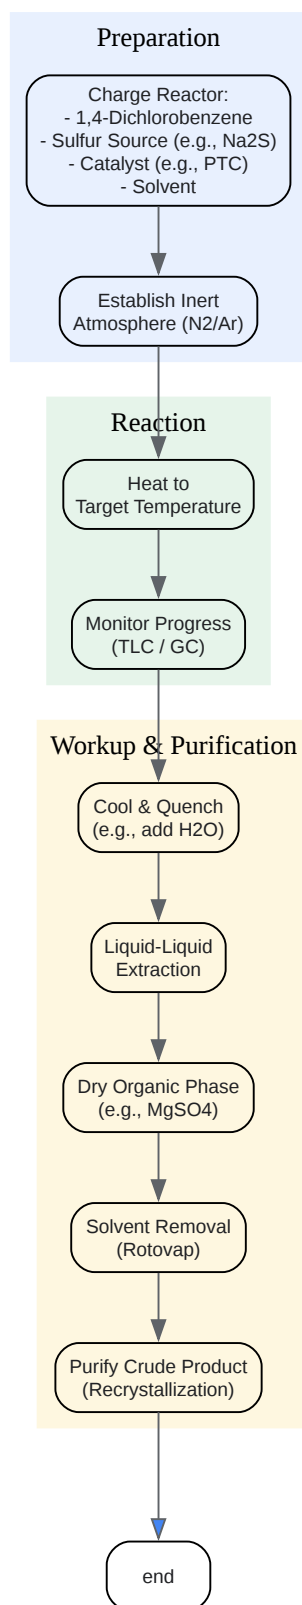 Preparation
Charge Reactor:
- 1,4-Dichlorobenzene
- Sulfur Source (e.g., Na2S)
- Catalyst (e.g., PTC)
- Solvent
Establish Inert
Atmosphere (N2/Ar)
Reaction
Heat to
Target Temperature
Monitor Progress
(TLC / GC)
Workup & Purification
Cool & Quench
(e.g., add H2O)
Liquid-Liquid
Extraction
Dry Organic Phase
(e.g., MgSO4)
Solvent Removal
(Rotovap)
Purify Crude Product
(Recrystallization)
end